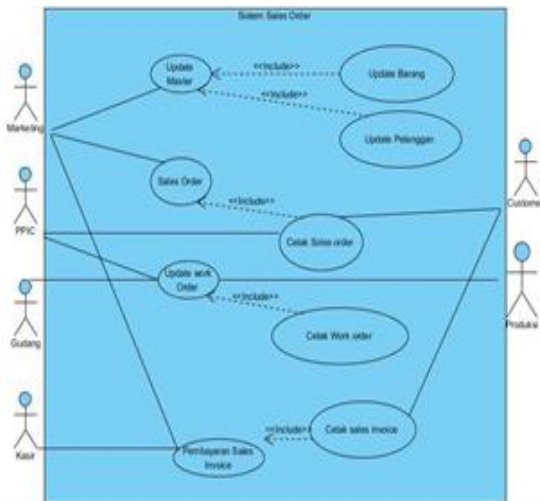 Sistem Sales Order
Update
Master
<<Include>>
Update Barang
<<Include>>
Update Pelanggan
Marketing
Sales Order
<<Include>>
Cetak Sales order
PPIC
Customer
Update work
Order
<<Include>>
Cetak Work order
Gudang
Produksi
Kasir
Pembayaran Sales
Invoice
<<Include>>
Cetak sales Invoice